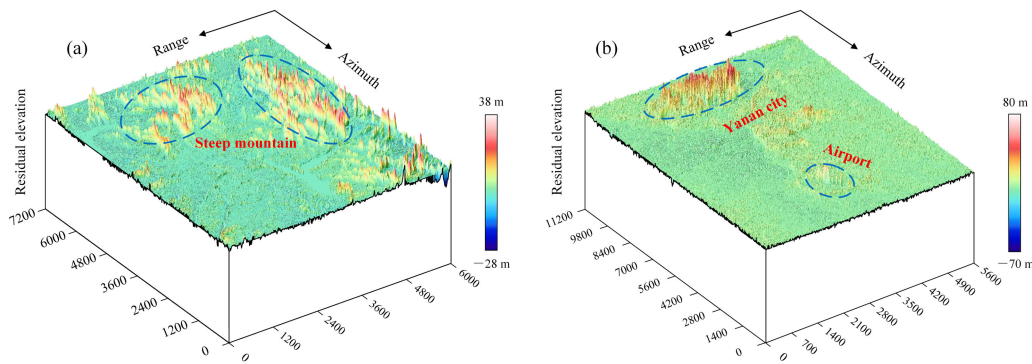 (a)
Range
Azimuth
Residual elevation
38 m
−28 m
Steep mountain
7200
6000
4800
3600
2400
1200
0
0
1200
2400
3600
4800
6000
(b)
Range
Azimuth
Residual elevation
80 m
−70 m
Yanan city
Airport
11200
9800
8400
7000
5600
4200
2800
1400
0
0
700
1400
2100
2800
3500
4200
4900
5600